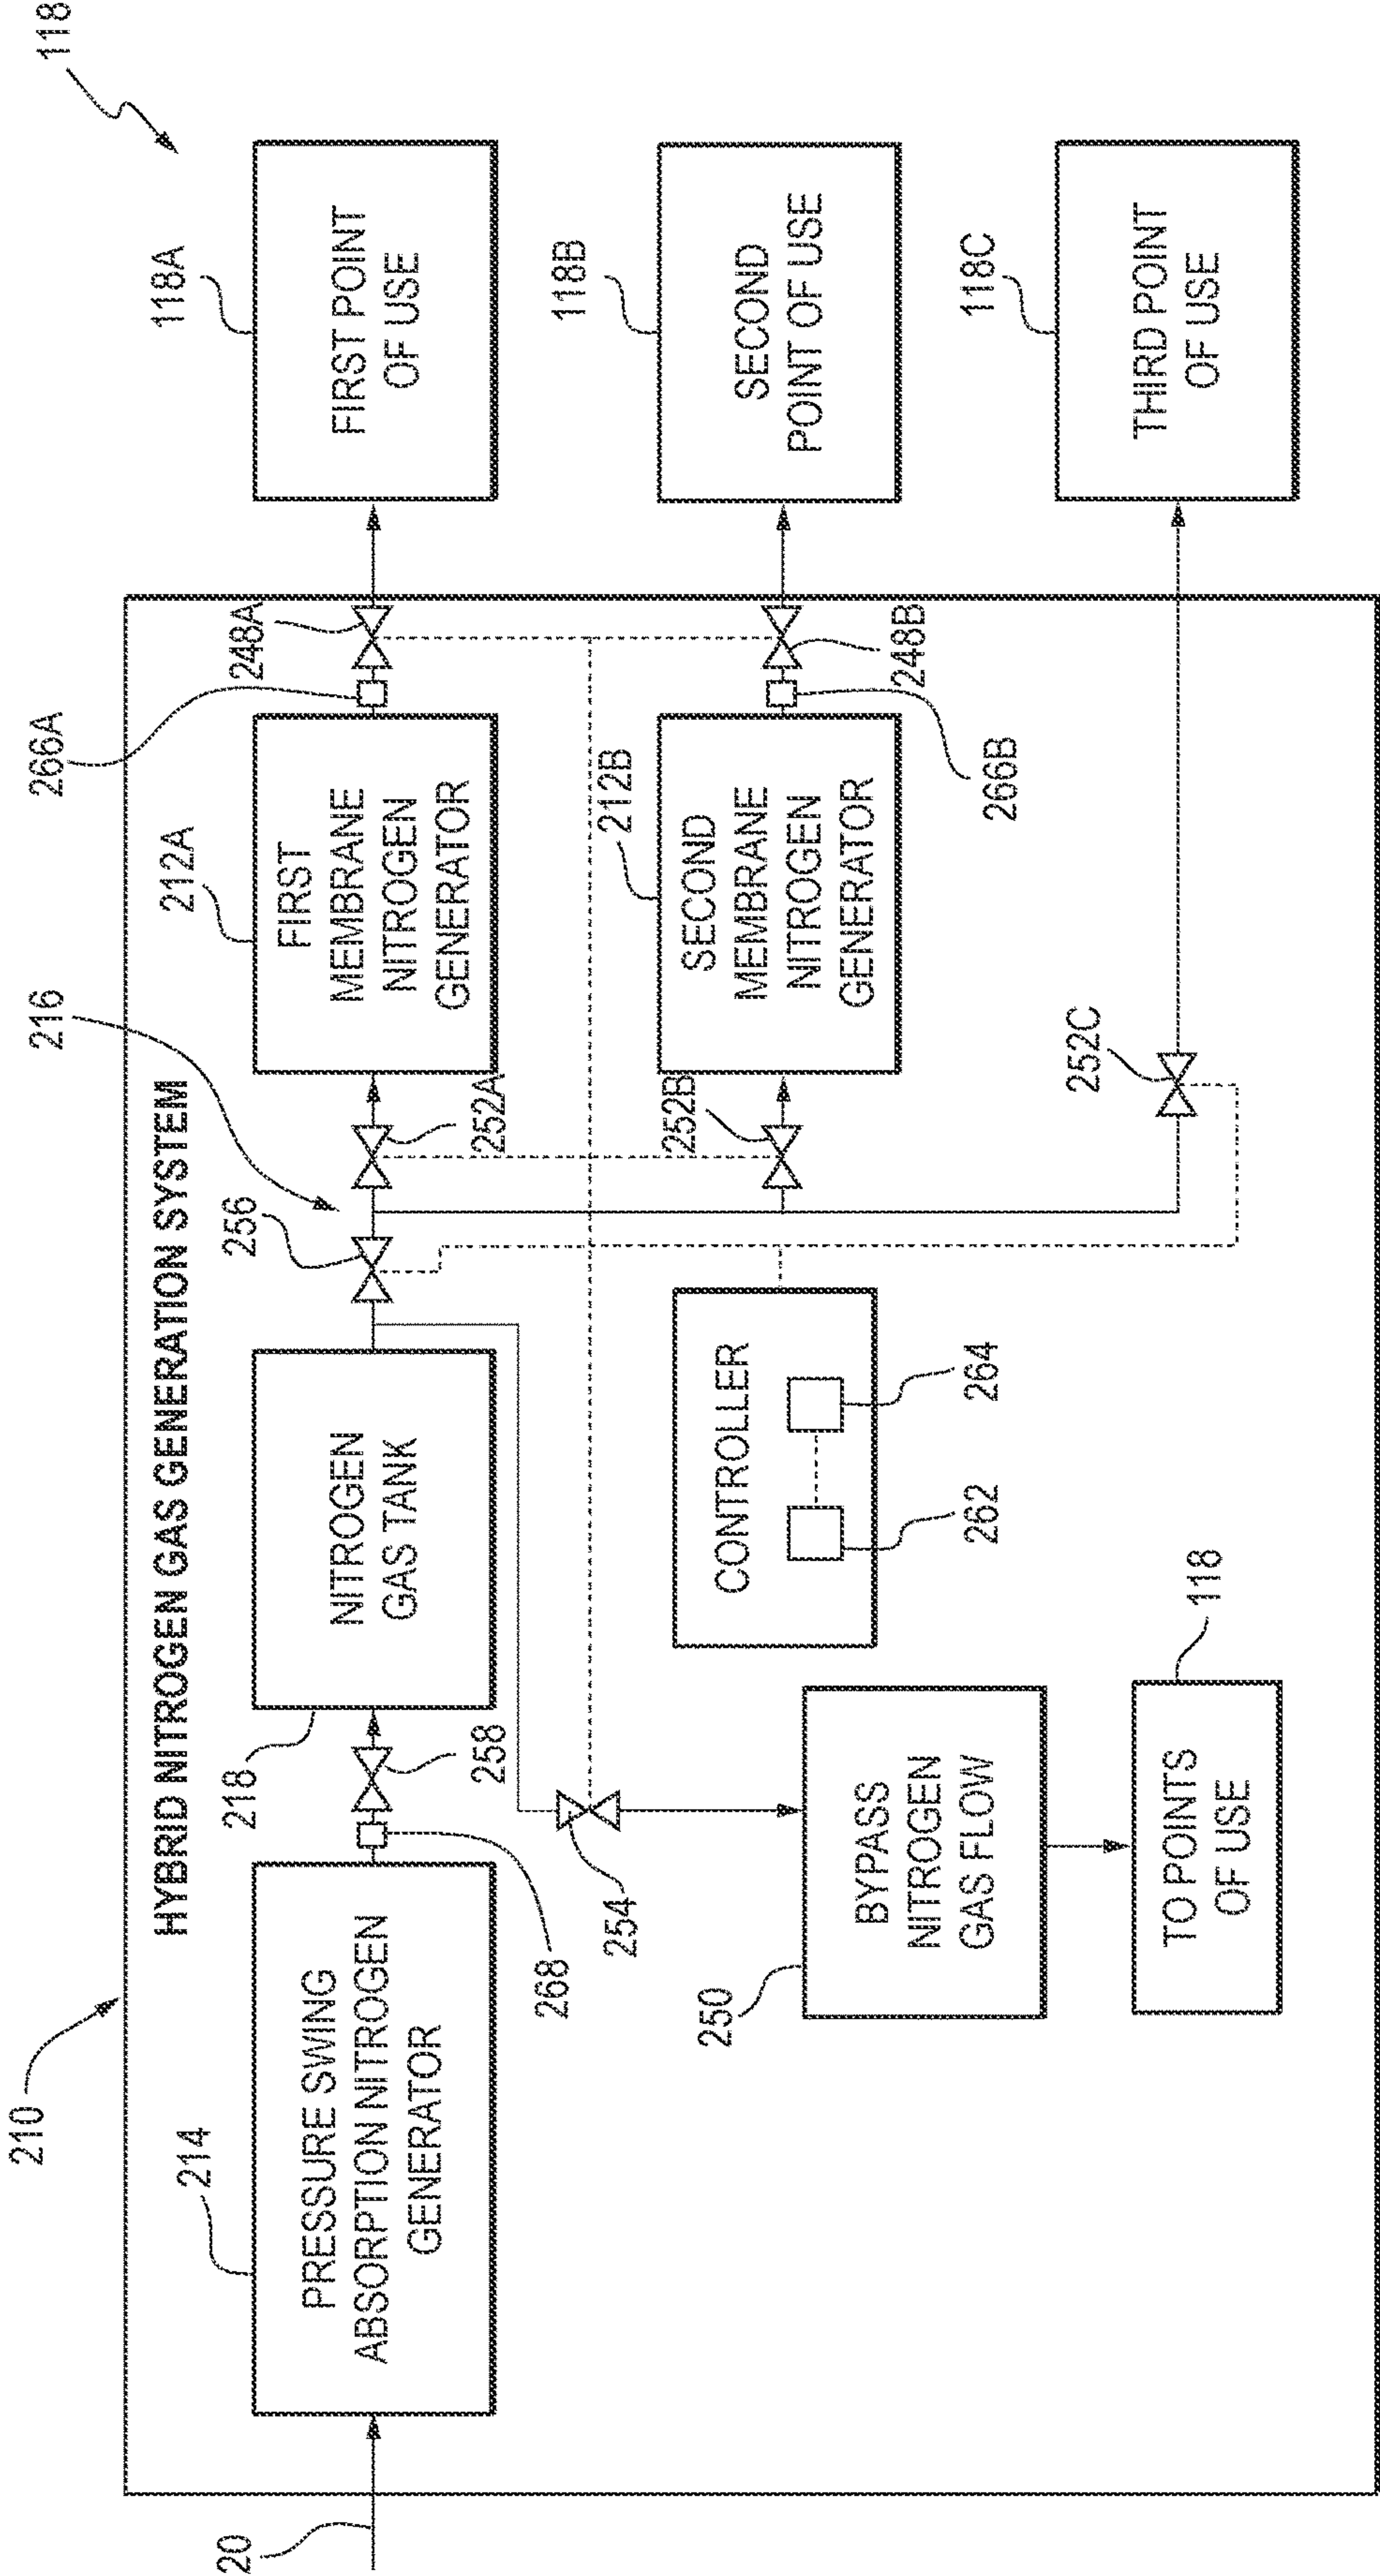 118
118A
FIRST POINT
OF USE
118B
SECOND
POINT OF USE
118C
THIRD POINT
OF USE
210
HYBRID NITROGEN GAS GENERATION SYSTEM
20
214
PRESSURE SWING
ABSORPTION NITROGEN
GENERATOR
268
258
218
NITROGEN
GAS TANK
256
216
252A
212A
FIRST
MEMBRANE
NITROGEN
GENERATOR
266A
248A
252B
212B
SECOND
MEMBRANE
NITROGEN
GENERATOR
266B
248B
252C
254
250
BYPASS
NITROGEN
GAS FLOW
118
TO POINTS
OF USE
CONTROLLER
262
264